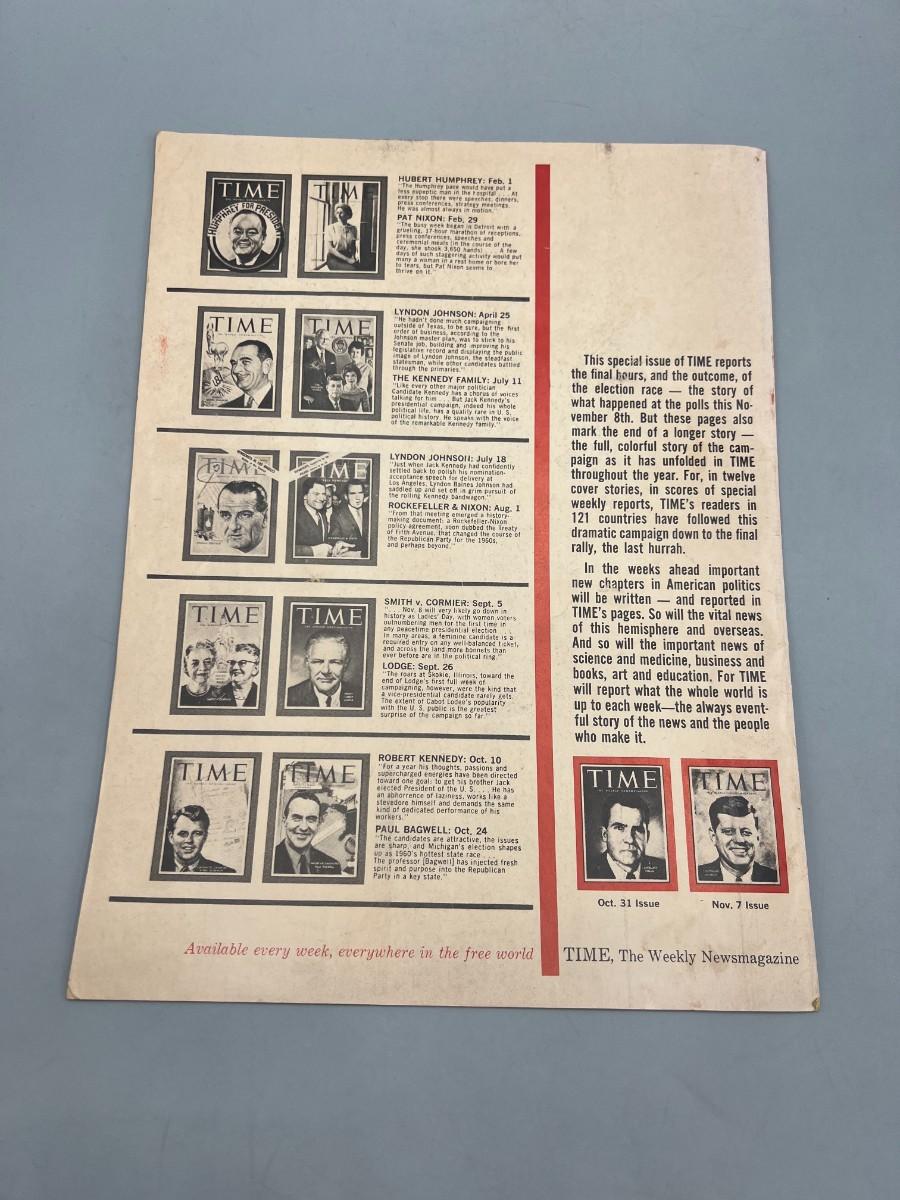 TIME
HUMPHREY FOR PRESIDENT
TIME
HUBERT HUMPHREY: Feb. 1
"The Humphrey pace would have put a
less eupeptic man in the hospital . . . At
every stop there were speeches, dinners,
press conferences, strategy meetings.
He was almost always in motion."
PAT NIXON: Feb. 29
"The busy week began in Detroit with a
grueling, 17-hour marathon of receptions,
press conferences, speeches and
ceremonial meals (in the course of the
day, she shook 3,650 hands) . . . A few
days of such staggering activity would put
many a woman in a rest home or bore her
to tears, but Pat Nixon seems to
thrive on it."
TIME
TIME
LYNDON JOHNSON: April 25
"He hadn't done much campaigning
outside of Texas, to be sure, but the first
order of business, according to the
Johnson master plan, was to stick to his
Senate job, building and improving his
legislative record and displaying the public
image of Lyndon Johnson, the steadfast
statesman, while other candidates battled
through the primaries."
THE KENNEDY FAMILY: July 11
"Like every other major politician
Candidate Kennedy has a chorus of voices
talking for him . . . But Jack Kennedy's
presidential campaign, indeed his whole
political life, has a quality rare in U. S.
political history. He speaks with the voice
of the remarkable Kennedy family."
TIME
TIME
LYNDON JOHNSON: July 18
"Just when Jack Kennedy had confidently
settled back to polish his nomination-
acceptance speech for delivery at
Los Angeles, Lyndon Baines Johnson had
saddled up and set off in grim pursuit of
the rolling Kennedy bandwagon."
ROCKEFELLER & NIXON: Aug. 1
"From that meeting emerged a history-
making document: a Rockefeller-Nixon
policy agreement, soon dubbed the Treaty
of Fifth Avenue, that changed the course of
the Republican Party for the 1960s,
and perhaps beyond."
TIME
TIME
SMITH v. CORMIER: Sept. 5
". . . Nov. 8 will very likely go down in
history as Ladies' Day, with women voters
outnumbering men for the first time in
any peacetime presidential election . . .
In many areas, a feminine candidate is a
required entry on any well-balanced ticket,
and across the land more bonnets than
ever before are in the political ring."
LODGE: Sept. 26
"The roars at Skokie, Illinois, toward the
end of Lodge's first full week of
campaigning, however, were the kind that
a vice-presidential candidate rarely gets.
The extent of Cabot Lodge's popularity
with the U. S. public is the greatest
surprise of the campaign so far."
TIME
TIME
ROBERT KENNEDY: Oct. 10
"For a year his thoughts, passions and
supercharged energies have been directed
toward one goal: to get his brother Jack
elected President of the U. S. . . . He has
an abhorrence of laziness, works like a
stevedore himself and demands the same
kind of dedicated performance of his
workers."
PAUL BAGWELL: Oct. 24
"The candidates are attractive, the issues
are sharp, and Michigan's election shapes
up as 1960's hottest state race . . .
The professor [Bagwell] has injected fresh
spirit and purpose into the Republican
Party in a key state."
Available every week, everywhere in the free world
This special issue of TIME reports
the final hours, and the outcome, of
the election race — the story of
what happened at the polls this No-
vember 8th. But these pages also
mark the end of a longer story —
the full, colorful story of the cam-
paign as it has unfolded in TIME
throughout the year. For, in twelve
cover stories, in scores of special
weekly reports, TIME's readers in
121 countries have followed this
dramatic campaign down to the final
rally, the last hurrah.
In the weeks ahead important
new chapters in American politics
will be written — and reported in
TIME's pages. So will the vital news
of this hemisphere and overseas.
And so will the important news of
science and medicine, business and
books, art and education. For TIME
will report what the whole world is
up to each week—the always event-
ful story of the news and the people
who make it.
TIME
TIME
Oct. 31 Issue
Nov. 7 Issue
TIME, The Weekly Newsmagazine